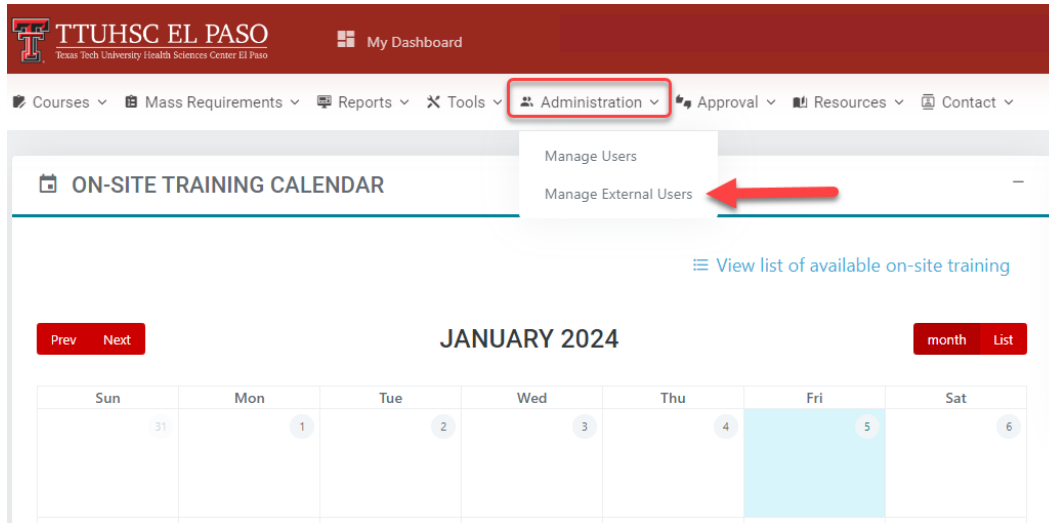 TTUHSC EL PASO
Texas Tech University Health Sciences Center El Paso
My Dashboard
Courses Mass Requirements Reports Tools Administration Approval Resources Contact
Manage Users
Manage External Users
ON-SITE TRAINING CALENDAR
View list of available on-site training
Prev Next JANUARY 2024 month List
Sun Mon Tue Wed Thu Fri Sat
31 1 2 3 4 5 6